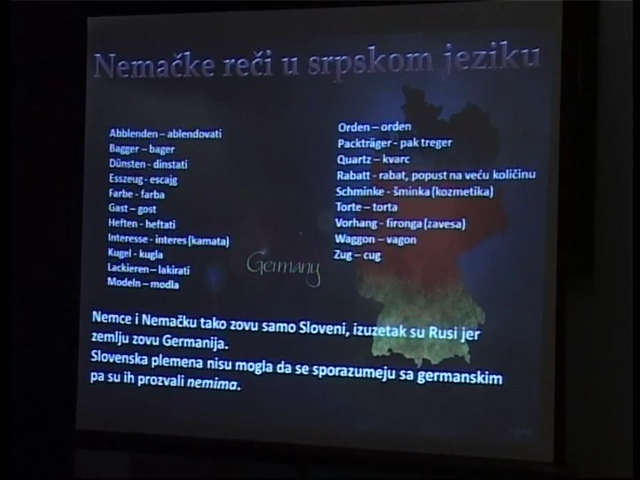 Nemačke reči u srpskom jeziku
Abblenden – ablendovati
Bagger – bager
Dünsten - dinstati
Esszeug - escajg
Farbe - farba
Gast – gost
Heften - heftati
Interesse - interes (kamata)
Kugel - kugla
Lackieren – lakirati
Modeln – modla
Orden – orden
Packträger - pak treger
Quartz – kvarc
Rabatt - rabat, popust na veću količinu
Schminke - šminka (kozmetika)
Torte – torta
Vorhang - fironga (zavesa)
Waggon – vagon
Zug – cug
Germany
Nemce i Nemačku tako zovu samo Sloveni, izuzetak su Rusi jer
zemlju zovu Germanija.
Slovenska plemena nisu mogla da se sporazumeju sa germanskim
pa su ih prozvali nemima.